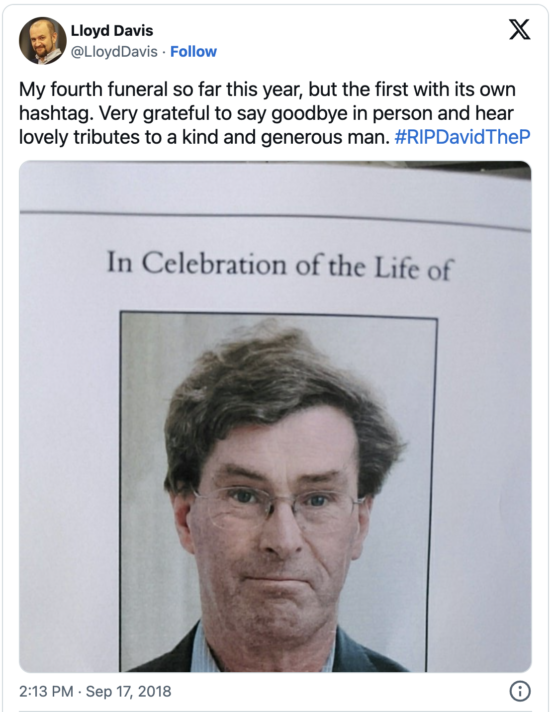 Lloyd Davis
@LloydDavis · Follow
My fourth funeral so far this year, but the first with its own
hashtag. Very grateful to say goodbye in person and hear
lovely tributes to a kind and generous man. #RIPDavidTheP
In Celebration of the Life of
2:13 PM · Sep 17, 2018